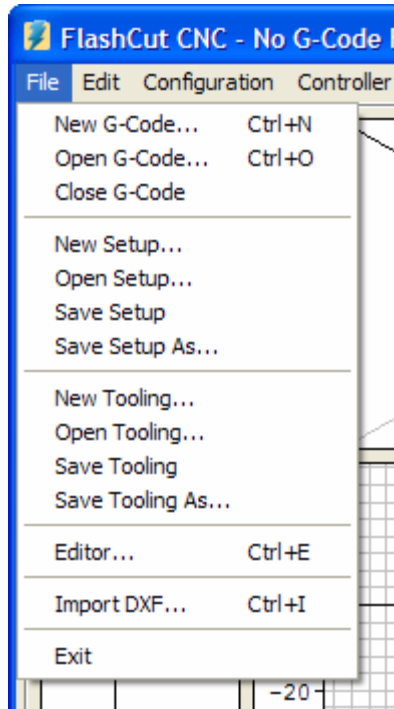 FlashCut CNC - No G-Code
File Edit Configuration Controller
New G-Code... Ctrl+N
Open G-Code... Ctrl+O
Close G-Code
New Setup...
Open Setup...
Save Setup
Save Setup As...
New Tooling...
Open Tooling...
Save Tooling
Save Tooling As...
Editor... Ctrl+E
Import DXF... Ctrl+I
Exit
-20